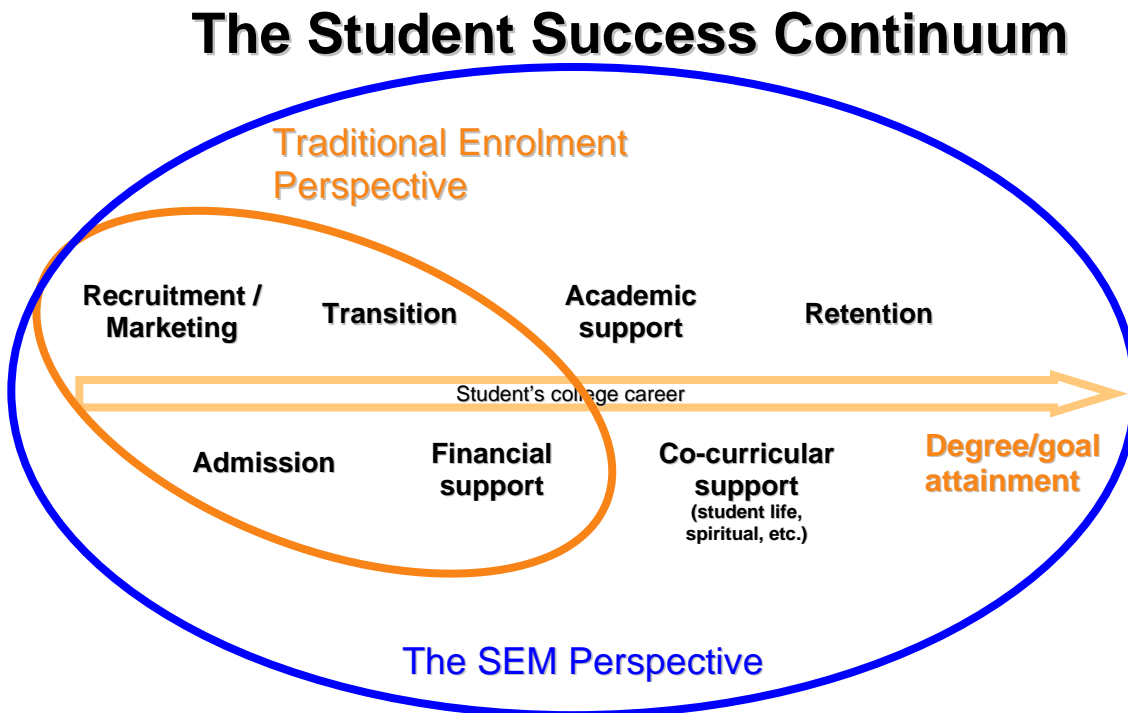 The Student Success Continuum
Traditional Enrolment
Perspective
Recruitment /
Marketing
Transition
Academic
support
Retention
Student's college career
Admission
Financial
support
Co-curricular
support
(student life,
spiritual, etc.)
Degree/goal
attainment
The SEM Perspective